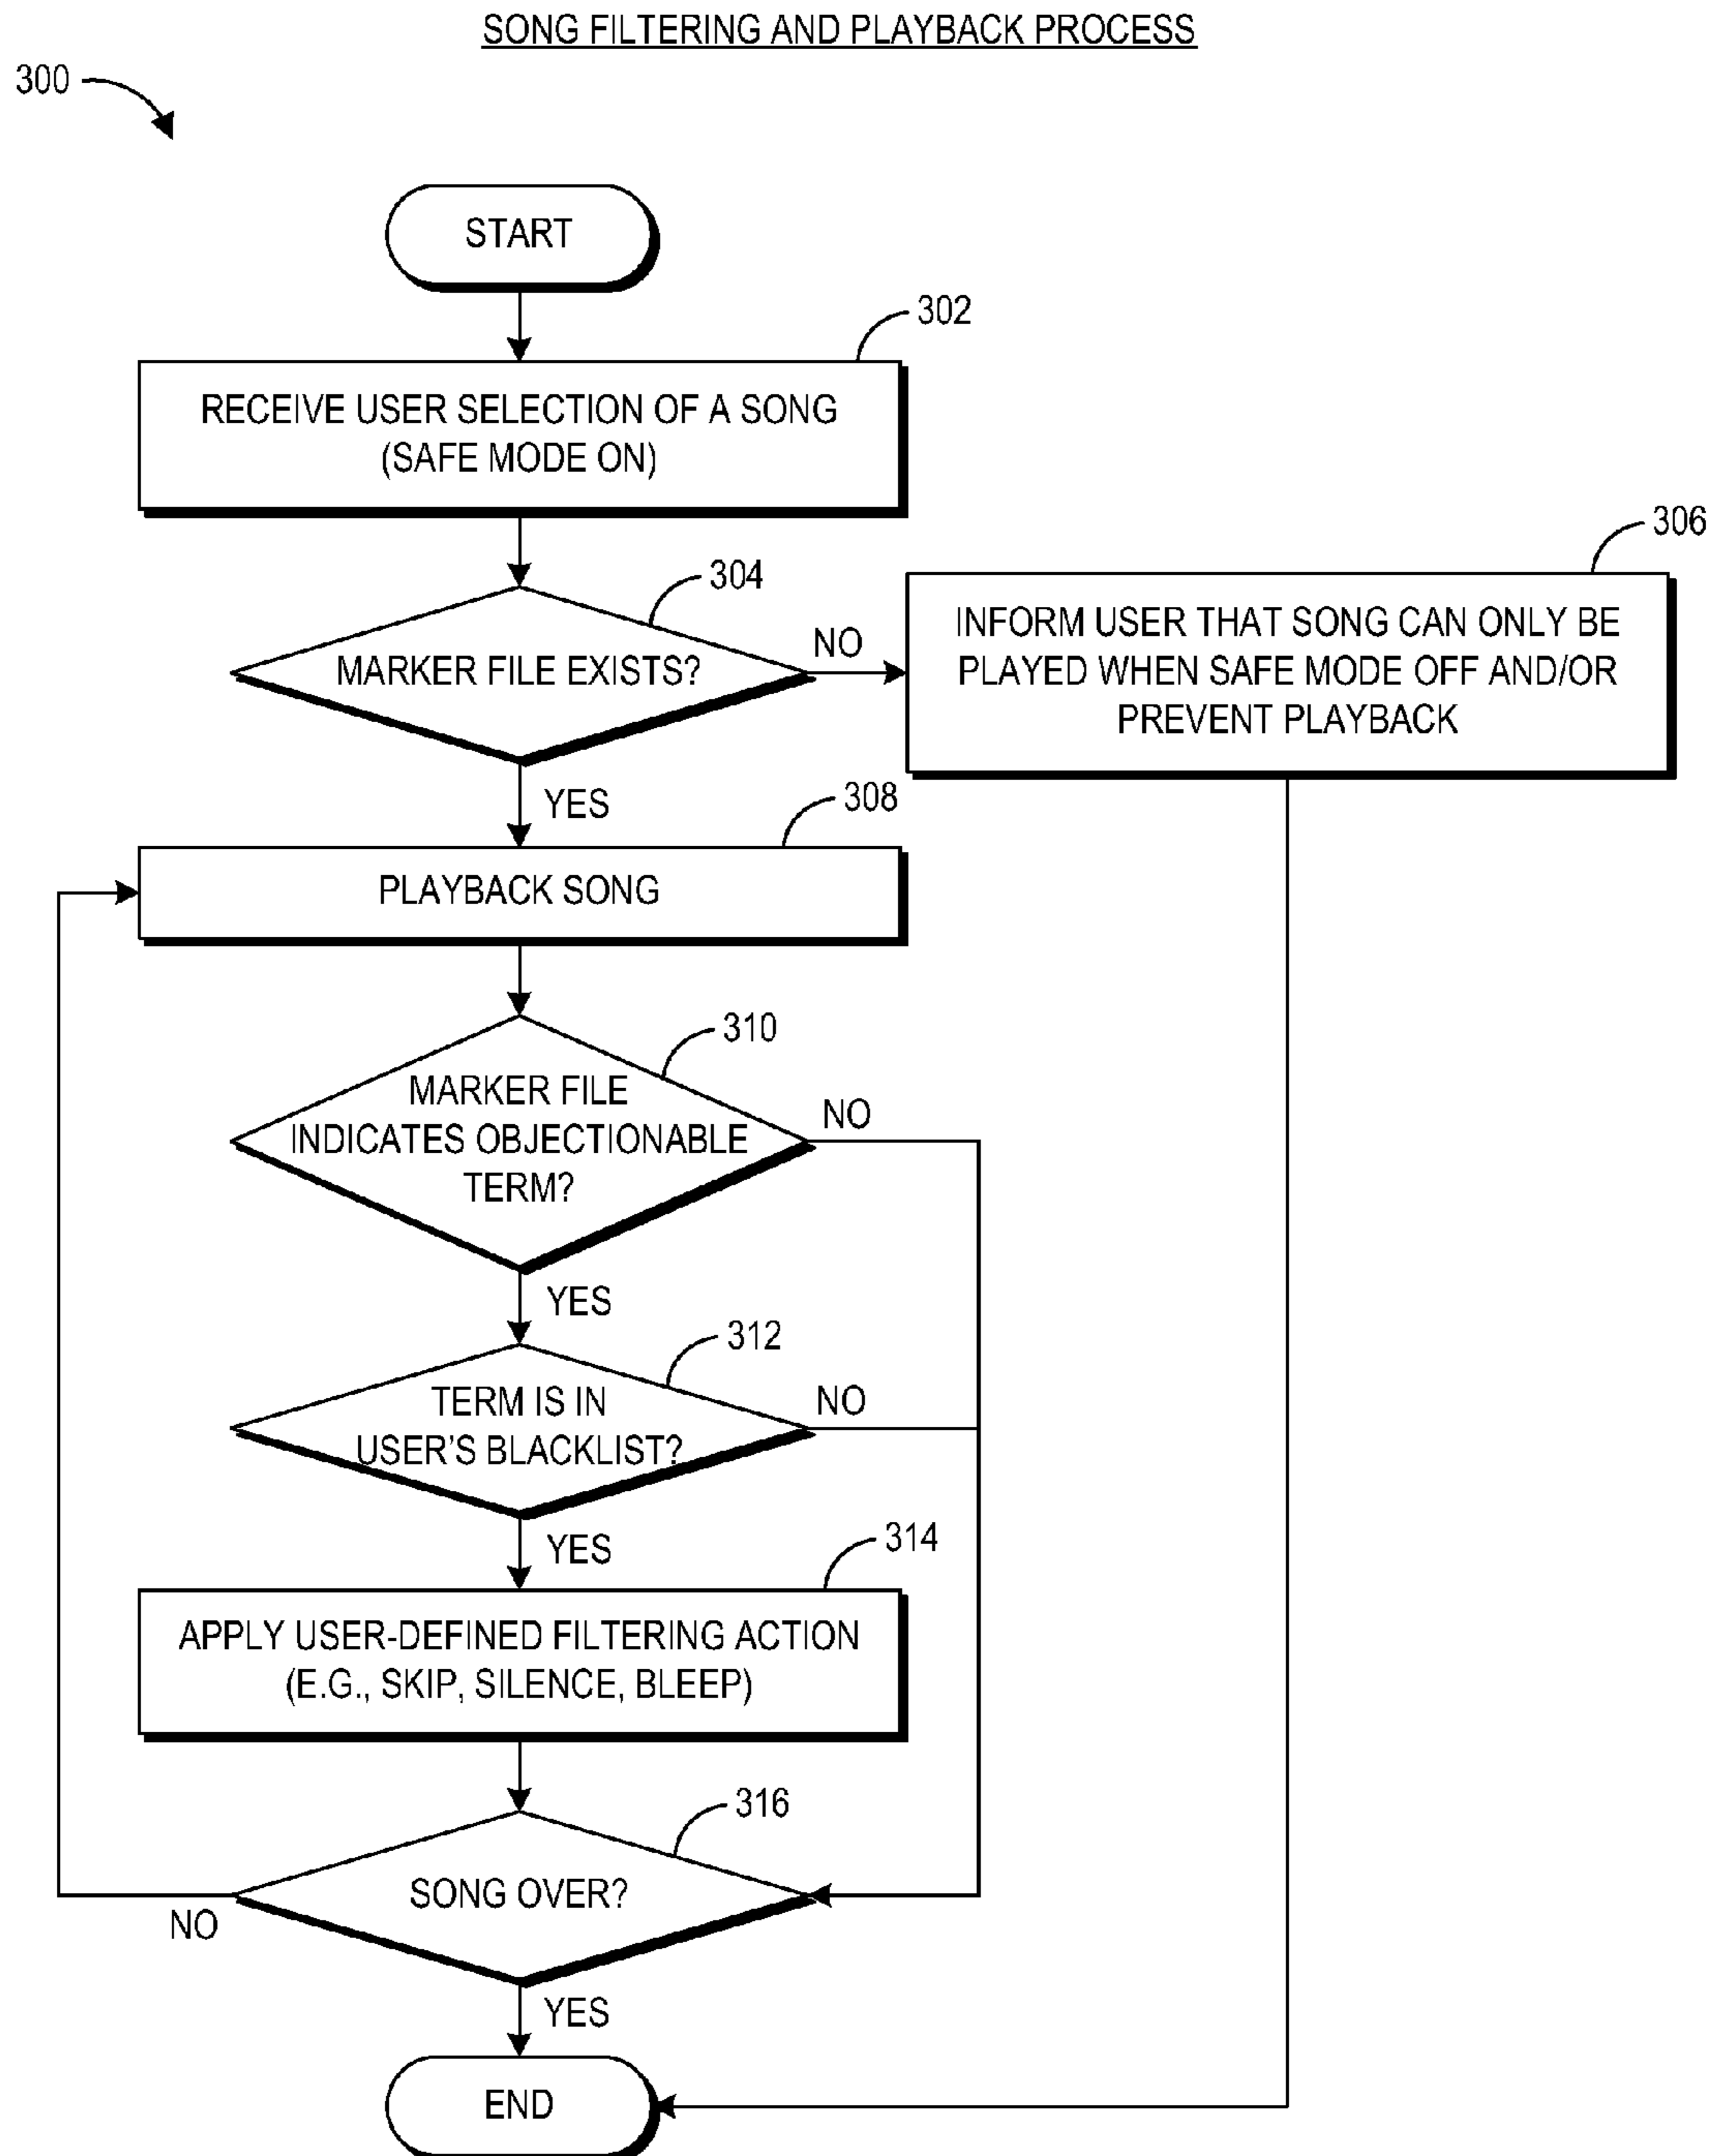 SONG FILTERING AND PLAYBACK PROCESS
300
START
302
RECEIVE USER SELECTION OF A SONG
(SAFE MODE ON)
304
MARKER FILE EXISTS?
NO
306
INFORM USER THAT SONG CAN ONLY BE
PLAYED WHEN SAFE MODE OFF AND/OR
PREVENT PLAYBACK
YES
308
PLAYBACK SONG
310
MARKER FILE
INDICATES OBJECTIONABLE
TERM?
NO
YES
312
TERM IS IN
USER'S BLACKLIST?
NO
YES
314
APPLY USER-DEFINED FILTERING ACTION
(E.G., SKIP, SILENCE, BLEEP)
316
SONG OVER?
NO
YES
END